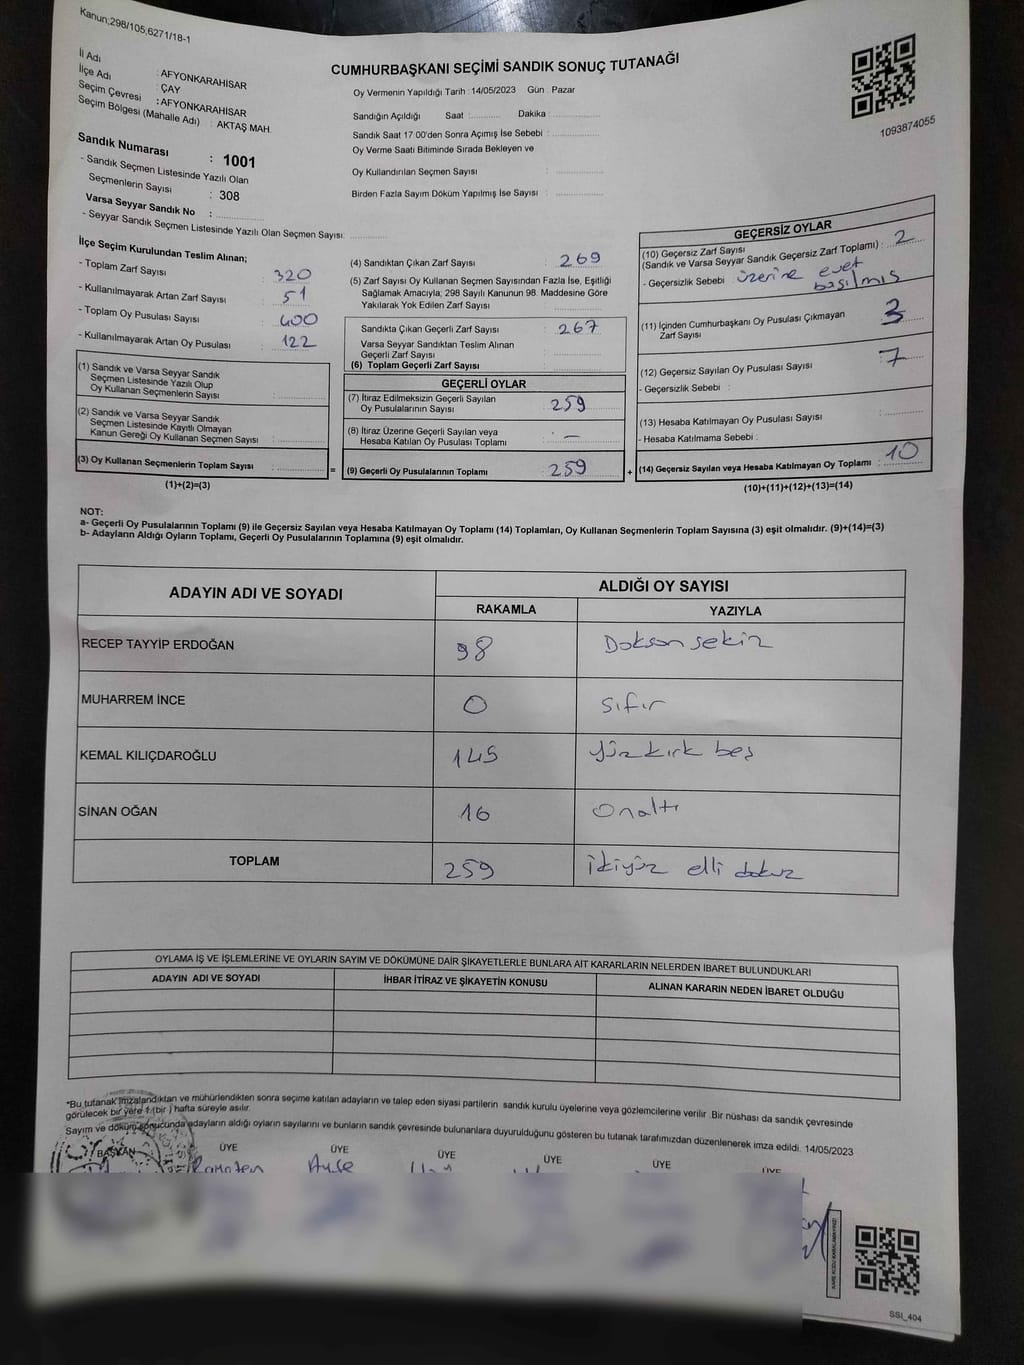 Kanun;298/105,6271/18-1
İl Adı : AFYONKARAHİSAR
İlçe Adı : ÇAY
Seçim Çevresi : AFYONKARAHİSAR
Seçim Bölgesi (Mahalle Adı) : AKTAŞ MAH.
Sandık Numarası : 1001
- Sandık Seçmen Listesinde Yazılı Olan
Seçmenlerin Sayısı : 308
Varsa Seyyar Sandık No :
- Seyyar Sandık Seçmen Listesinde Yazılı Olan Seçmen Sayısı:
CUMHURBAŞKANI SEÇİMİ SANDIK SONUÇ TUTANAĞI
Oy Vermenin Yapıldığı Tarih : 14/05/2023 Gün : Pazar
Sandığın Açıldığı Saat : Dakika :
Sandık Saat 17:00'den Sonra Açımış İse Sebebi :
Oy Verme Saati Bitiminde Sırada Bekleyen ve
Oy Kullandırılan Seçmen Sayısı :
Birden Fazla Sayım Döküm Yapılmış İse Sayısı :
1093874055
İlçe Seçim Kurulundan Teslim Alınan;
- Toplam Zarf Sayısı : 320
- Kullanılmayarak Artan Zarf Sayısı : 51
- Toplam Oy Pusulası Sayısı : 400
- Kullanılmayarak Artan Oy Pusulası : 122
(1) Sandık ve Varsa Seyyar Sandık
Seçmen Listesinde Yazılı Olup
Oy Kullanan Seçmenlerin Sayısı :
(2) Sandık ve Varsa Seyyar Sandık
Seçmen Listesinde Kayıtlı Olmayan
Kanun Gereği Oy Kullanan Seçmen Sayısı :
(3) Oy Kullanan Seçmenlerin Toplam Sayısı :
(1)+(2)=(3)
=
(4) Sandıktan Çıkan Zarf Sayısı : 269
(5) Zarf Sayısı Oy Kullanan Seçmen Sayısından Fazla İse, Eşitliği
Sağlamak Amacıyla; 298 Sayılı Kanunun 98. Maddesine Göre
Yakılarak Yok Edilen Zarf Sayısı :
Sandıkta Çıkan Geçerli Zarf Sayısı : 267
Varsa Seyyar Sandıktan Teslim Alınan
Geçerli Zarf Sayısı :
(6) Toplam Geçerli Zarf Sayısı :
GEÇERLİ OYLAR
(7) İtiraz Edilmeksizin Geçerli Sayılan
Oy Pusulalarının Sayısı : 259
(8) İtiraz Üzerine Geçerli Sayılan veya
Hesaba Katılan Oy Pusulası Toplamı : —
(9) Geçerli Oy Pusulalarının Toplamı : 259
+
GEÇERSİZ OYLAR
(10) Geçersiz Zarf Sayısı
(Sandık ve Varsa Seyyar Sandık Geçersiz Zarf Toplamı) : 2
- Geçersizlik Sebebi : üzerine evet
basılmış
(11) İçinden Cumhurbaşkanı Oy Pusulası Çıkmayan
Zarf Sayısı : 3
(12) Geçersiz Sayılan Oy Pusulası Sayısı : 7
- Geçersizlik Sebebi :
(13) Hesaba Katılmayan Oy Pusulası Sayısı :
- Hesaba Katılmama Sebebi :
(14) Geçersiz Sayılan veya Hesaba Katılmayan Oy Toplamı : 10
(10)+(11)+(12)+(13)=(14)
NOT:
a- Geçerli Oy Pusulalarının Toplamı (9) ile Geçersiz Sayılan veya Hesaba Katılmayan Oy Toplamı (14) Toplamları, Oy Kullanan Seçmenlerin Toplam Sayısına (3) eşit olmalıdır. (9)+(14)=(3)
b- Adayların Aldığı Oyların Toplamı, Geçerli Oy Pusulalarının Toplamına (9) eşit olmalıdır.
ADAYIN ADI VE SOYADI ALDIĞI OY SAYISI
RAKAMLA YAZIYLA
RECEP TAYYİP ERDOĞAN 98 Doksan sekiz
MUHARREM İNCE 0 sıfır
KEMAL KILIÇDAROĞLU 145 yüzkırk beş
SİNAN OĞAN 16 onaltı
TOPLAM 259 ikiyüz elli dokuz
OYLAMA İŞ VE İŞLEMLERİNE VE OYLARIN SAYIM VE DÖKÜMÜNE DAİR ŞİKAYETLERLE BUNLARA AİT KARARLARIN NELERDEN İBARET BULUNDUKLARI
ADAYIN ADI VE SOYADI İHBAR İTİRAZ VE ŞİKAYETİN KONUSU ALINAN KARARIN NEDEN İBARET OLDUĞU
*Bu tutanak imzalandıktan ve mühürlendikten sonra seçime katılan adayların ve talep eden siyasi partilerin sandık kurulu üyelerine veya gözlemcilerine verilir. Bir nüshası da sandık çevresinde
görülecek bir yere 1 (bir ) hafta süreyle asılır.
Sayım ve döküm sonucunda adayların aldığı oyların sayılarını ve bunların sandık çevresinde bulunanlara duyurulduğunu gösteren bu tutanak tarafımızdan düzenlenerek imza edildi. 14/05/2023
BAŞKAN ÜYE ÜYE ÜYE ÜYE ÜYE ÜYE
Ramazan Ayşe
KARE KODU KARALAMAYINIZ!
SSI_404